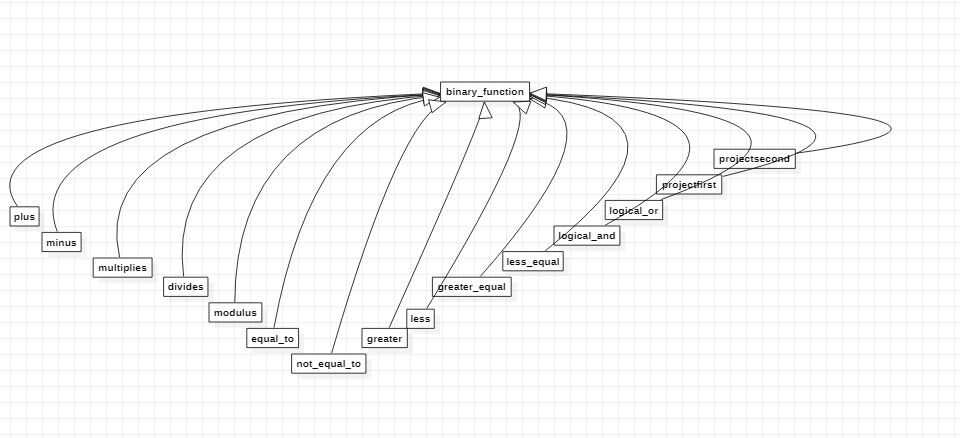 binary_function
projectsecond
projectfirst
plus
logical_or
minus
logical_and
less_equal
multiplies
divides
greater_equal
modulus
less
equal_to
greater
not_equal_to